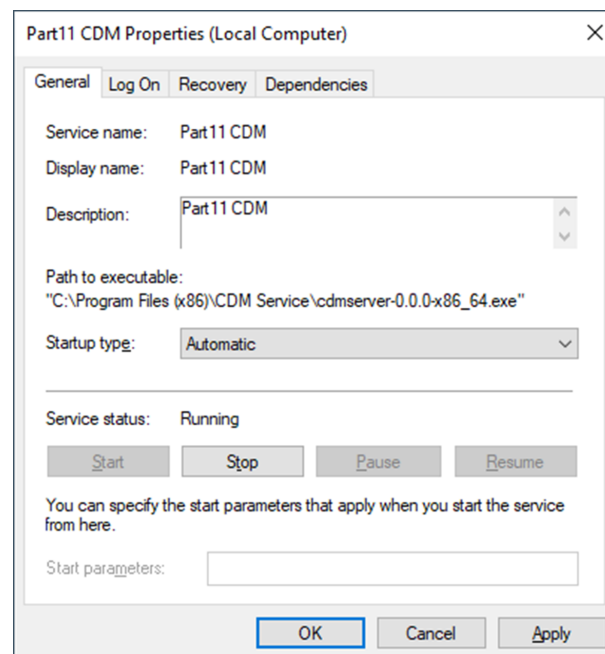 Part11 CDM Properties (Local Computer)
General Log On Recovery Dependencies
Service name: Part11 CDM
Display name: Part11 CDM
Description: Part11 CDM
Path to executable:
"C:\Program Files (x86)\CDM Service\cdmserver-0.0.0-x86_64.exe"
Startup type: Automatic
Service status: Running
Start Stop Pause Resume
You can specify the start parameters that apply when you start the service
from here.
Start parameters:
OK Cancel Apply